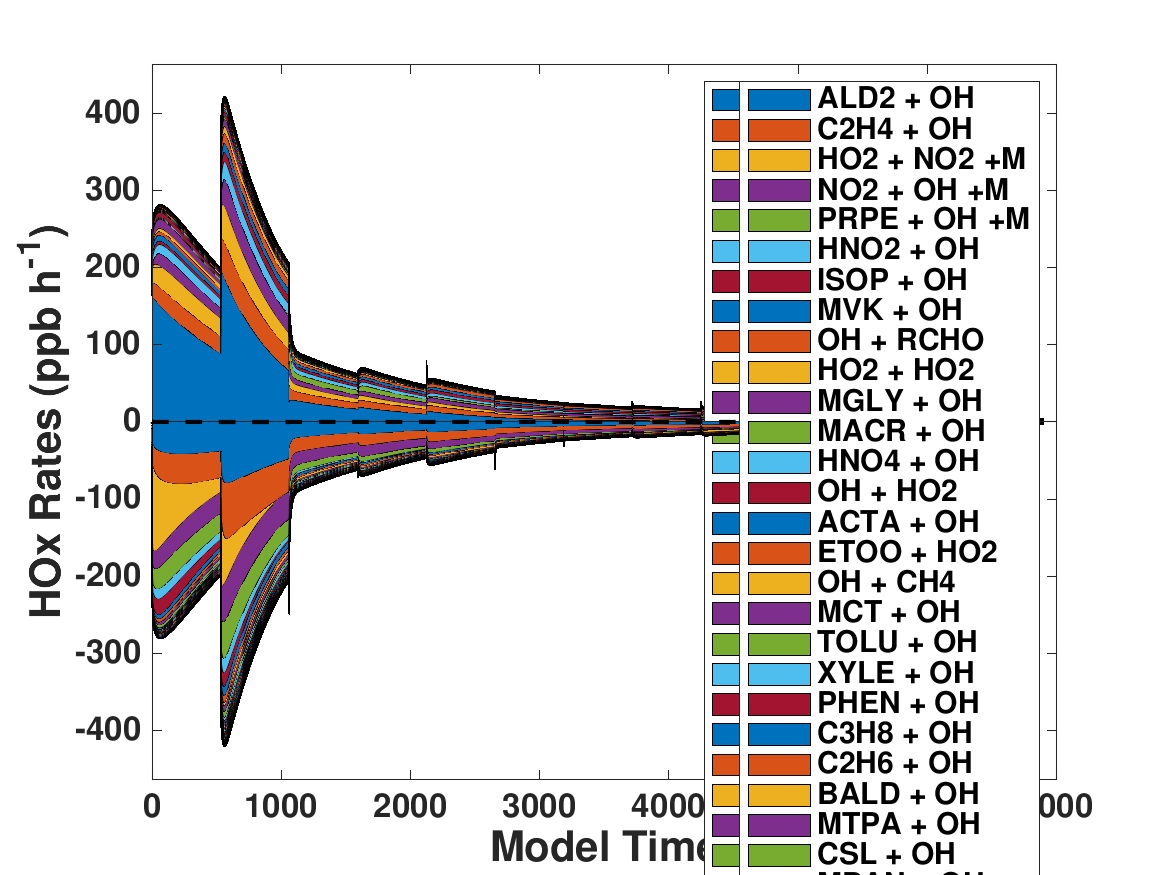 400
300
200
100
0
-100
-200
-300
-400
HOx Rates (ppb h-1)
0
1000
2000
3000
4000
000
Model Time
ALD2 + OH
C2H4 + OH
HO2 + NO2 +M
NO2 + OH +M
PRPE + OH +M
HNO2 + OH
ISOP + OH
MVK + OH
OH + RCHO
HO2 + HO2
MGLY + OH
MACR + OH
HNO4 + OH
OH + HO2
ACTA + OH
ETOO + HO2
OH + CH4
MCT + OH
TOLU + OH
XYLE + OH
PHEN + OH
C3H8 + OH
C2H6 + OH
BALD + OH
MTPA + OH
CSL + OH